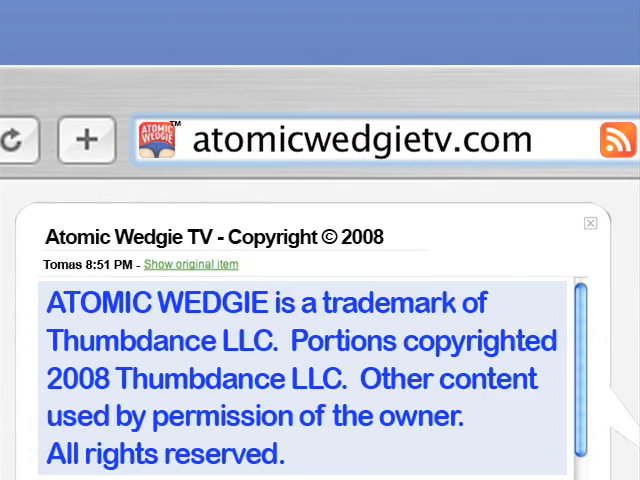 ATOMIC WEDGIE ™
atomicwedgietv.com
Atomic Wedgie TV - Copyright © 2008
Tomas 8:51 PM - Show original item
ATOMIC WEDGIE is a trademark of
Thumbdance LLC. Portions copyrighted
2008 Thumbdance LLC. Other content
used by permission of the owner.
All rights reserved.